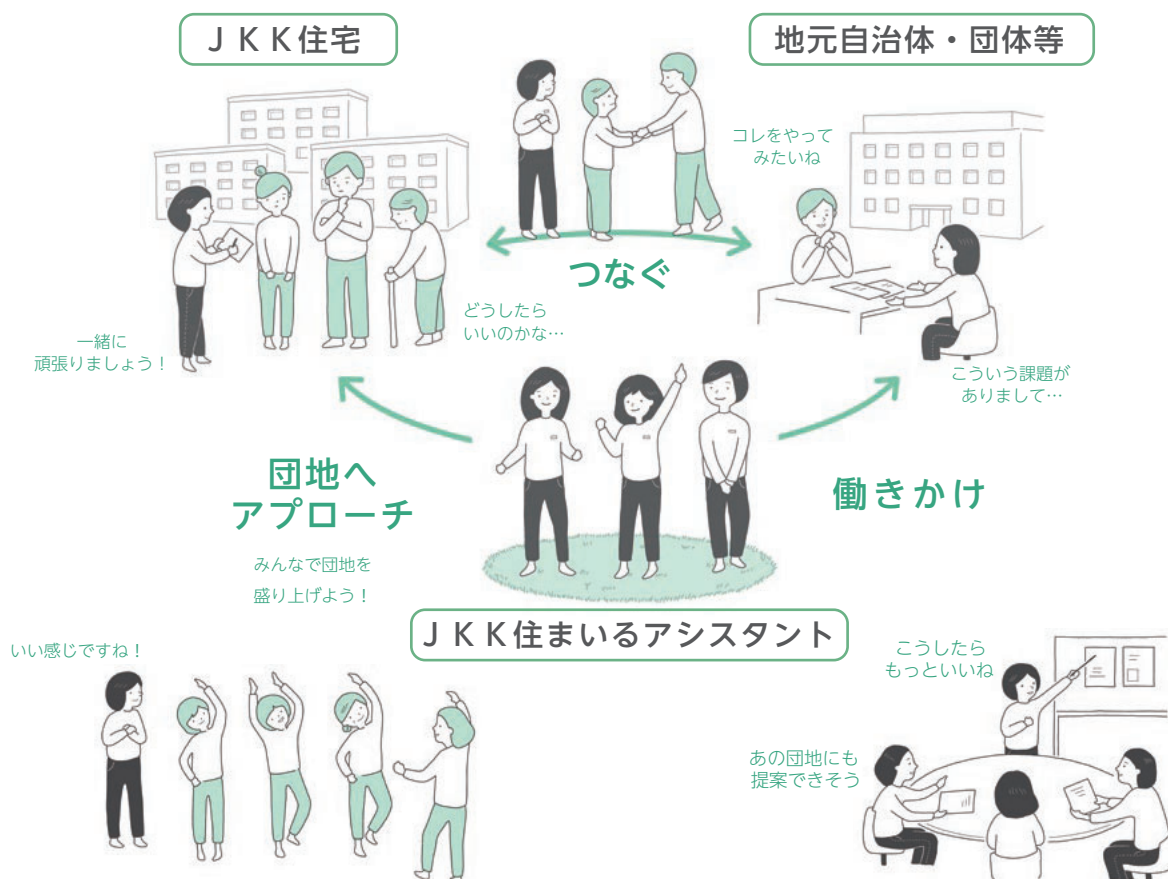 ＪＫＫ住宅
地元自治体・団体等
コレをやって
みたいね
つなぐ
どうしたら
いいのかな…
一緒に
頑張りましょう！
こういう課題が
ありまして…
団地へ
アプローチ
働きかけ
みんなで団地を
盛り上げよう！
ＪＫＫ住まいるアシスタント
いい感じですね！
こうしたら
もっといいね
あの団地にも
提案できそう